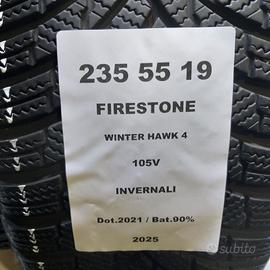 235 55 19
FIRESTONE
WINTER HAWK 4
105V
INVERNALI
Dot.2021 / Bat.90%
2025
subito